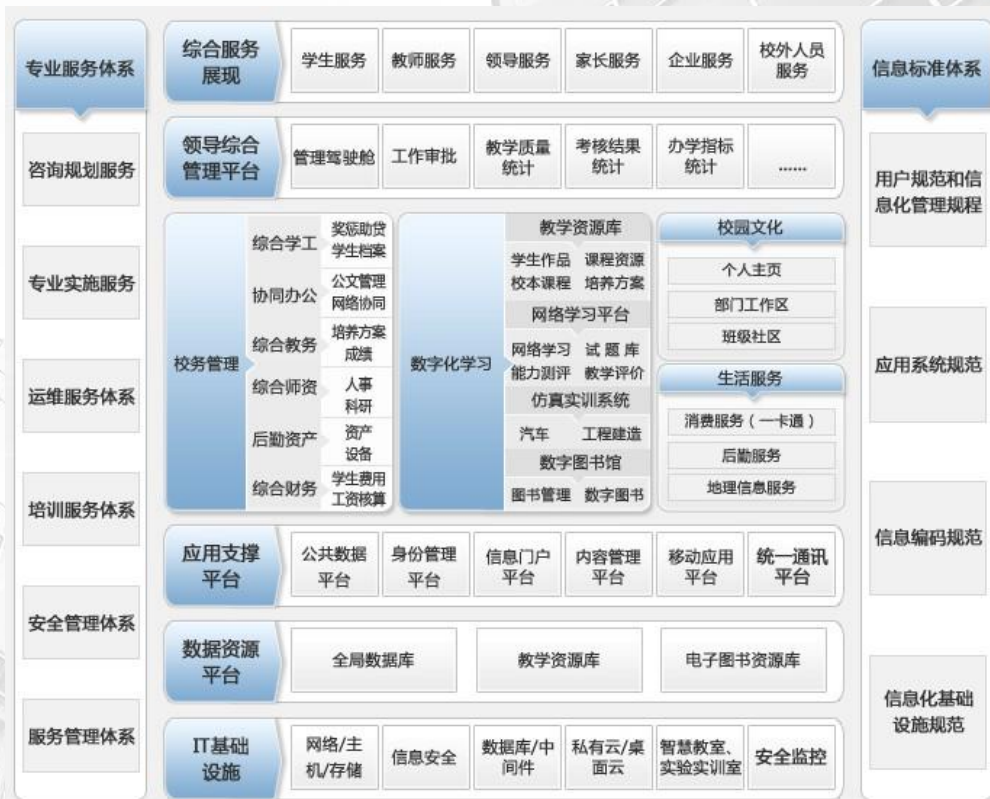 专业服务体系
咨询规划服务
专业实施服务
运维服务体系
培训服务体系
安全管理体系
服务管理体系
综合服务
展现
学生服务
教师服务
领导服务
家长服务
企业服务
校外人员
服务
领导综合
管理平台
管理驾驶舱
工作审批
教学质量
统计
考核结果
统计
办学指标
统计
......
校务管理
综合学工
奖惩助贷
学生档案
协同办公
公文管理
网络协同
综合教务
培养方案
成绩
综合师资
人事
科研
后勤资产
资产
设备
综合财务
学生费用
工资核算
数字化学习
教学资源库
学生作品 课程资源
校本课程 培养方案
网络学习平台
网络学习 试题库
能力测评 教学评价
仿真实训系统
汽车 工程建造
数字图书馆
图书管理 数字图书
校园文化
个人主页
部门工作区
班级社区
生活服务
消费服务(一卡通)
后勤服务
地理信息服务
应用支撑
平台
公共数据
平台
身份管理
平台
信息门户
平台
内容管理
平台
移动应用
平台
统一通讯
平台
数据资源
平台
全局数据库
教学资源库
电子图书资源库
IT基础
设施
网络/主
机/存储
信息安全
数据库/中
间件
私有云/桌
面云
智慧教室、
实验实训室
安全监控
信息标准体系
用户规范和信
息化管理规程
应用系统规范
信息编码规范
信息化基础
设施规范